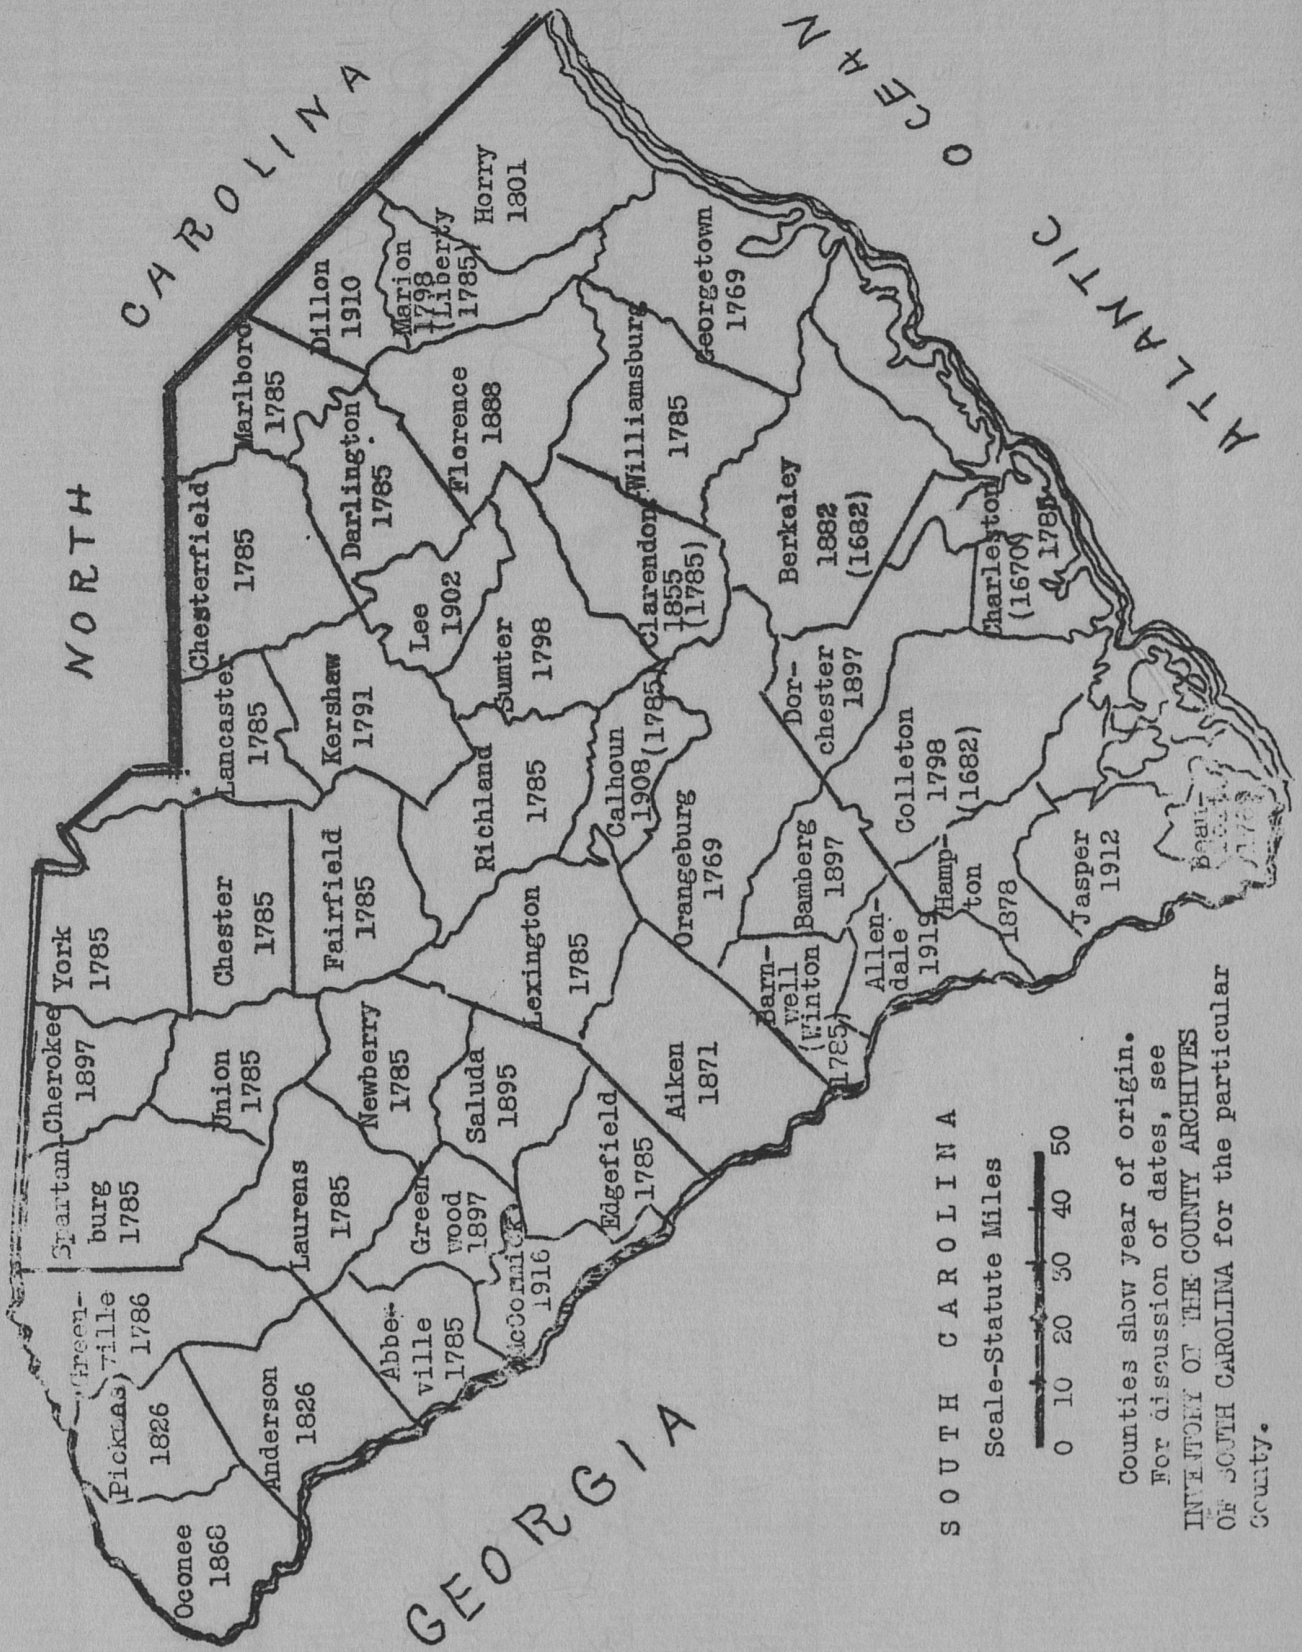 NORTH
CAROLINA
GEORGIA
ATLANTIC OCEAN
Oconee
1868
Pickens
1826
Green-
ville
1786
Anderson
1826
Spartan-
burg
1785
Cherokee
1897
York
1785
Union
1785
Chester
1785
Laurens
1785
Abbe-
ville
1785
Green
wood
1897
McCormick
1916
Newberry
1785
Fairfield
1785
Saluda
1895
Edgefield
1785
Lexington
1785
Aiken
1871
Lancaster
1785
Kershaw
1791
Richland
1785
Chesterfield
1785
Marlboro
1785
Darlington
1785
Lee
1902
Sumter
1798
Calhoun
1908 (1785)
Orangeburg
1769
Barn-
well
(Winton
1785)
Bamberg
1897
Allen-
dale
1919
Hamp-
ton
1878
Jasper
1912
Beau-
Colleton
1798
(1682)
Dor-
chester
1897
Charleston
(1670)
1785
Berkeley
1882
(1682)
Clarendon
1855
(1785)
Williamsburg
1785
Florence
1888
Dillon
1910
Marion
1798
(Liberty
1785)
Horry
1801
Georgetown
1769
SOUTH CAROLINA
Scale-Statute Miles
0 10 20 30 40 50
Counties show year of origin.
For discussion of dates, see
INVENTORY OF THE COUNTY ARCHIVES
OF SOUTH CAROLINA for the particular
County.